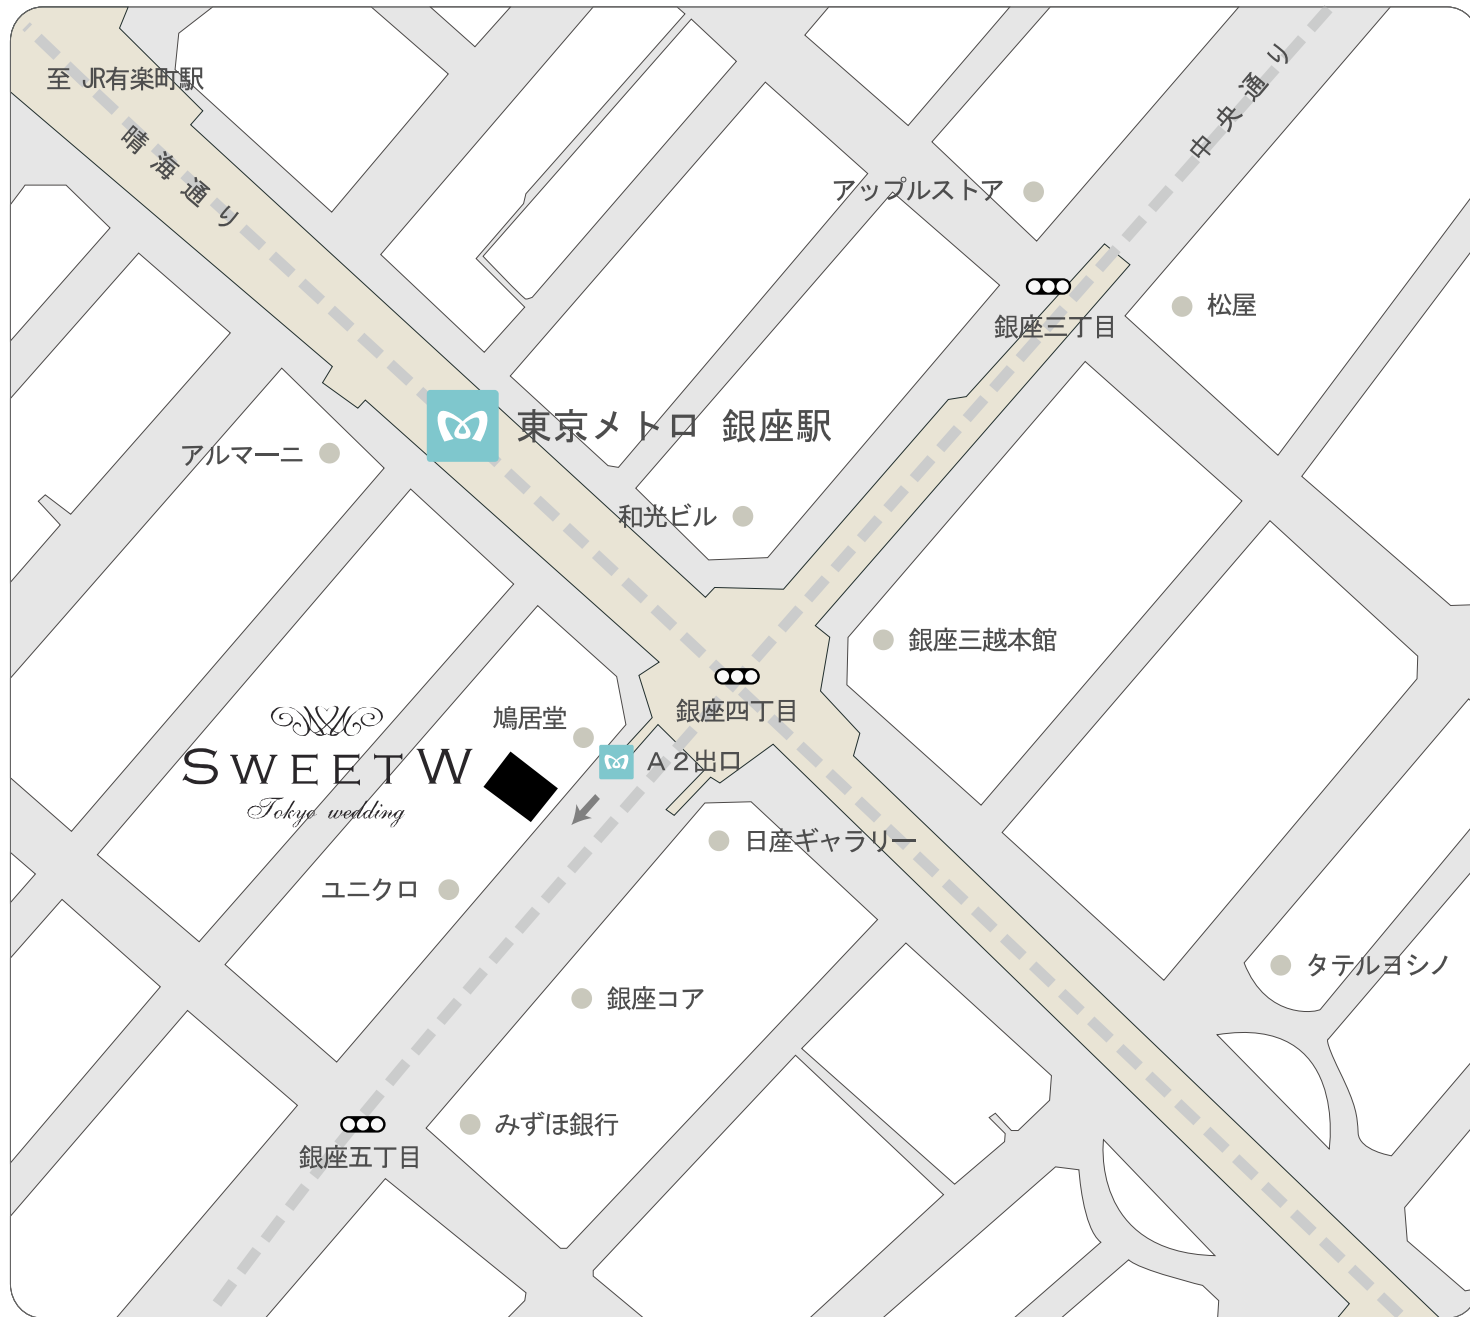 至 JR有楽町駅
晴海通り
中央通り
アップルストア
松屋
銀座三丁目
東京メトロ 銀座駅
アルマーニ
和光ビル
銀座三越本館
銀座四丁目
鳩居堂
A2出口
SWEET W
Tokyo wedding
日産ギャラリー
ユニクロ
タテルヨシノ
銀座コア
みずほ銀行
銀座五丁目